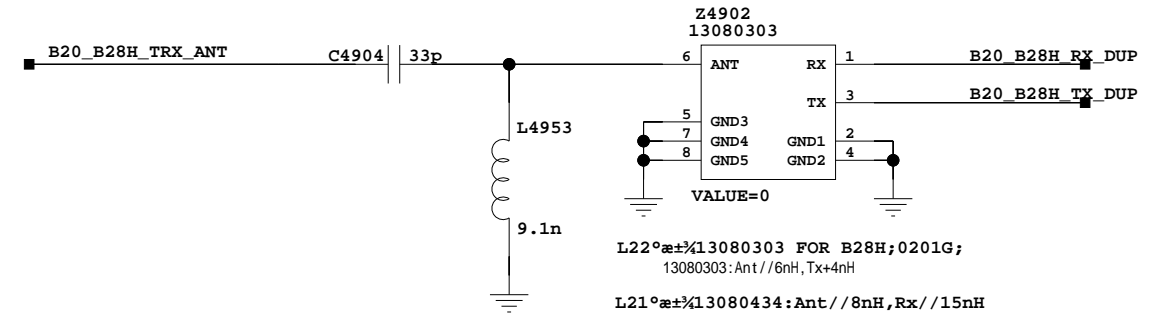 Z4902
13080303
B20_B28H_TRX_ANT
C4904 33p
6 ANT RX 1 B20_B28H_RX_DUP
TX 3 B20_B28H_TX_DUP
5 GND3
7 GND4 GND1 2
8 GND5 GND2 4
L4953
9.1n
VALUE=0
L22ºæ±¾13080303 FOR B28H;0201G;
13080303:Ant//6nH,Tx+4nH
L21ºæ±¾13080434:Ant//8nH,Rx//15nH